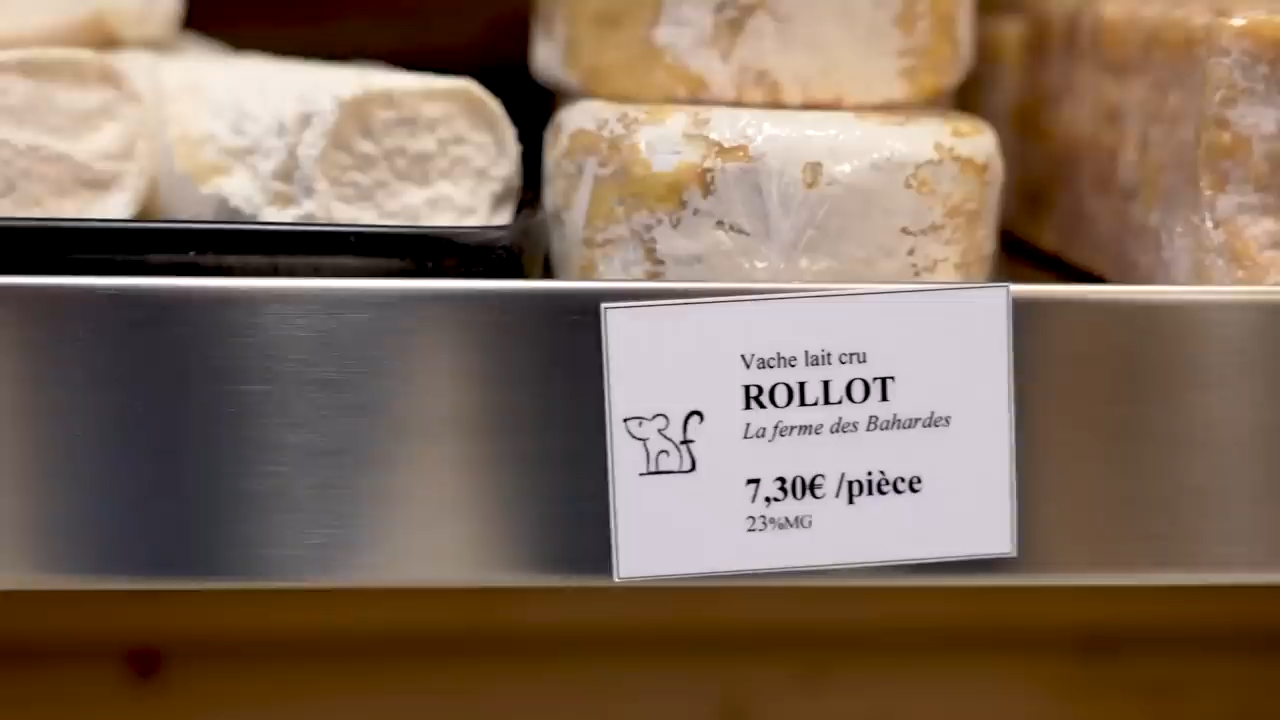 Vache lait cru
ROLLOT
La ferme des Bahardes
7,30€ /pièce
23%MG